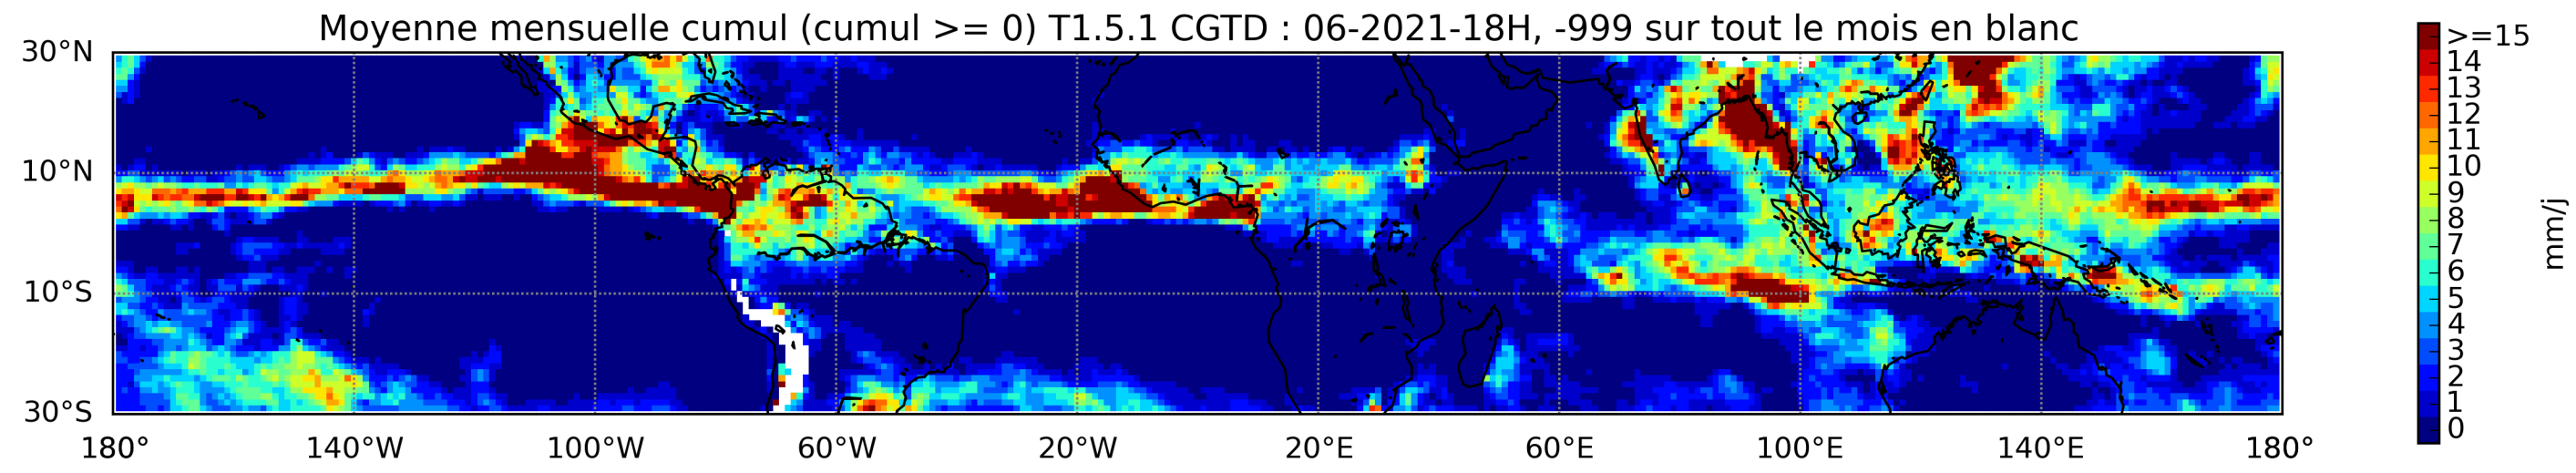 Moyenne mensuelle cumul (cumul >= 0) T1.5.1 CGTD : 06-2021-18H, -999 sur tout le mois en blanc
30°N
10°N
10°S
30°S
180° 140°W 100°W 60°W 20°W 20°E 60°E 100°E 140°E 180°
>=15
14
13
12
11
10
9
8
7
6
5
4
3
2
1
0
mm/j